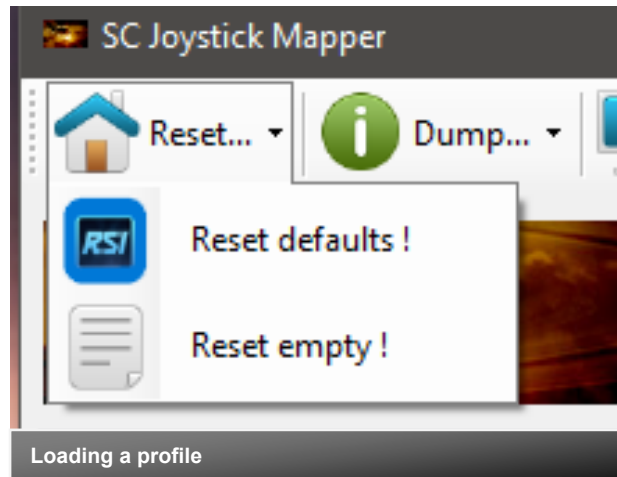 SC Joystick Mapper
Reset... Dump...
RSI Reset defaults !
Reset empty !
Loading a profile